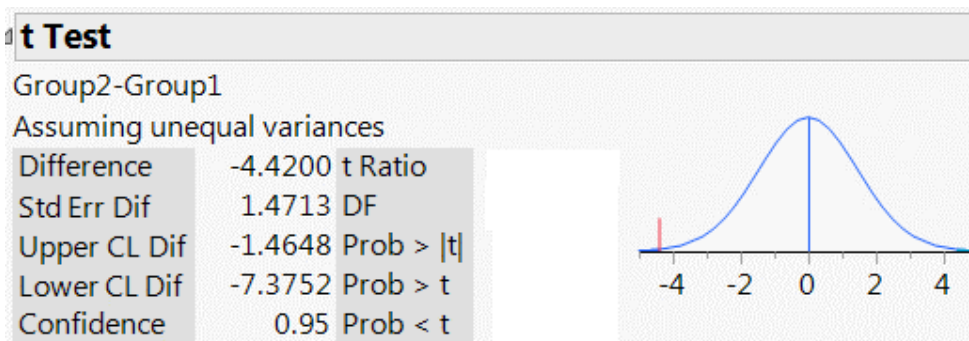 t Test
Group2-Group1
Assuming unequal variances
Difference -4.4200 t Ratio
Std Err Dif 1.4713 DF
Upper CL Dif -1.4648 Prob > |t|
Lower CL Dif -7.3752 Prob > t
Confidence 0.95 Prob < t
-4 -2 0 2 4